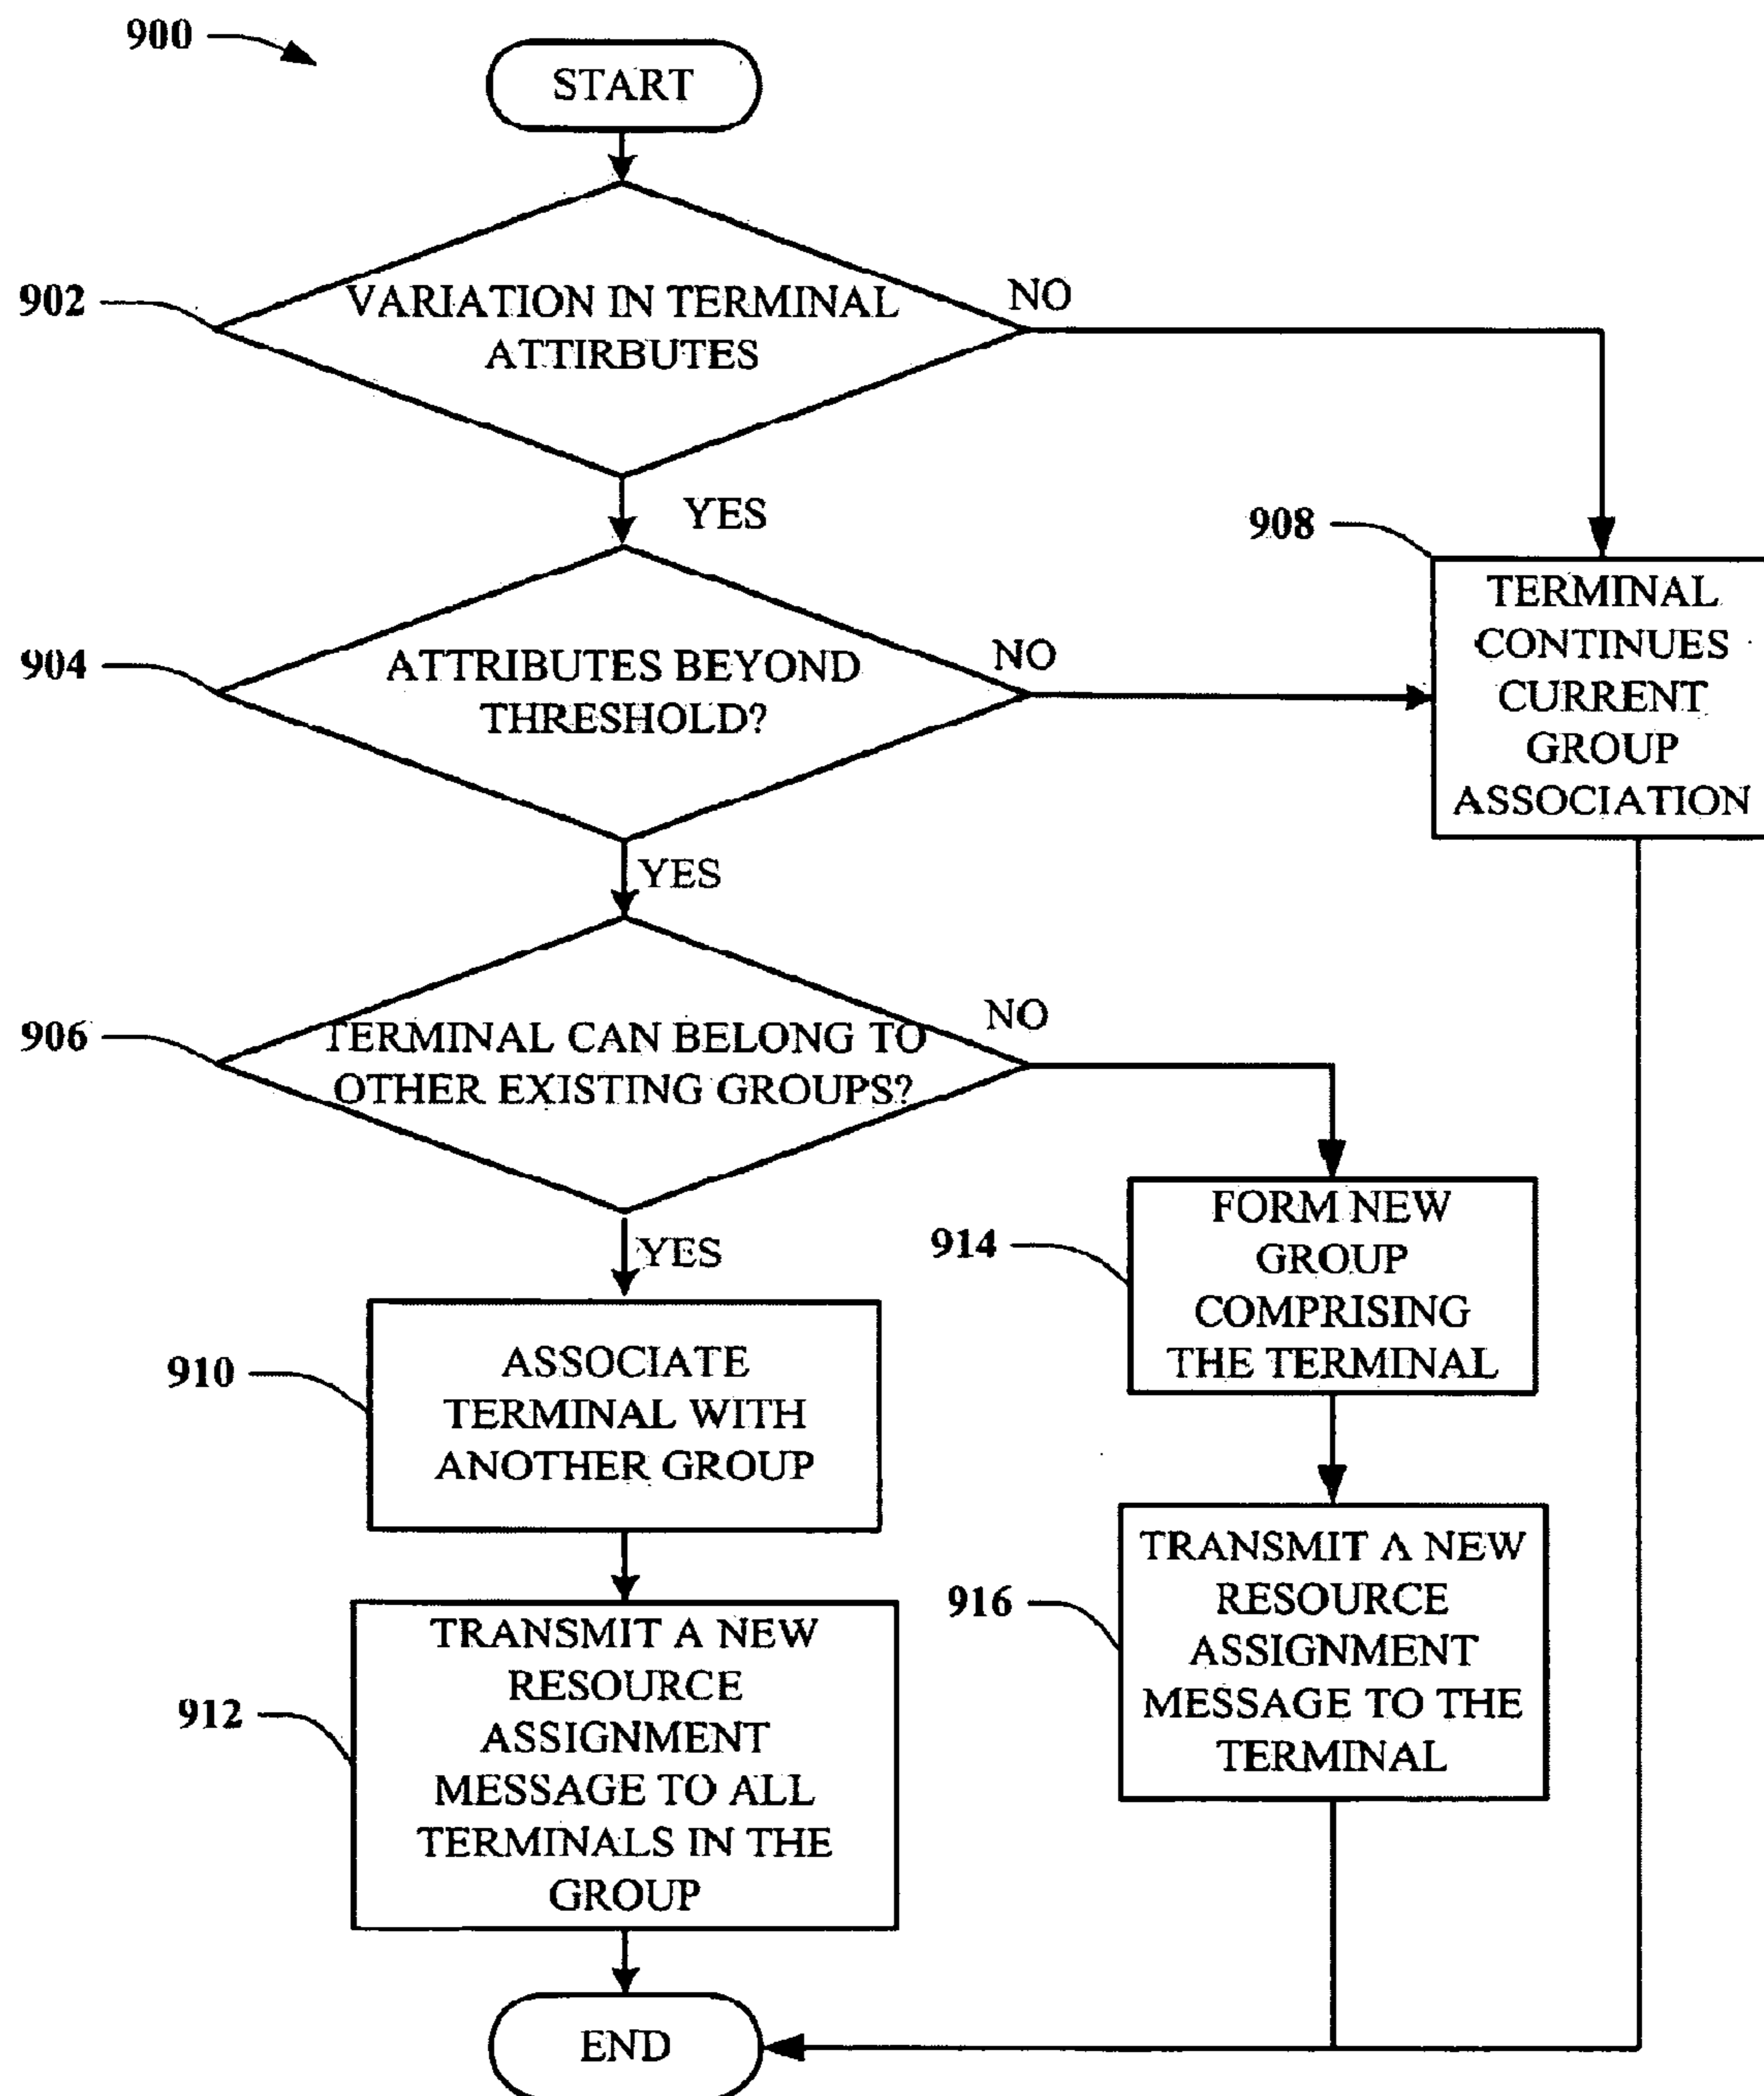 900
START
902
VARIATION IN TERMINAL
ATTIRBUTES
NO
YES
904
ATTRIBUTES BEYOND
THRESHOLD?
NO
908
TERMINAL
CONTINUES
CURRENT
GROUP
ASSOCIATION
YES
906
TERMINAL CAN BELONG TO
OTHER EXISTING GROUPS?
NO
YES
910
ASSOCIATE
TERMINAL WITH
ANOTHER GROUP
914
FORM NEW
GROUP
COMPRISING
THE TERMINAL
912
TRANSMIT A NEW
RESOURCE
ASSIGNMENT
MESSAGE TO ALL
TERMINALS IN THE
GROUP
916
TRANSMIT A NEW
RESOURCE
ASSIGNMENT
MESSAGE TO THE
TERMINAL
END